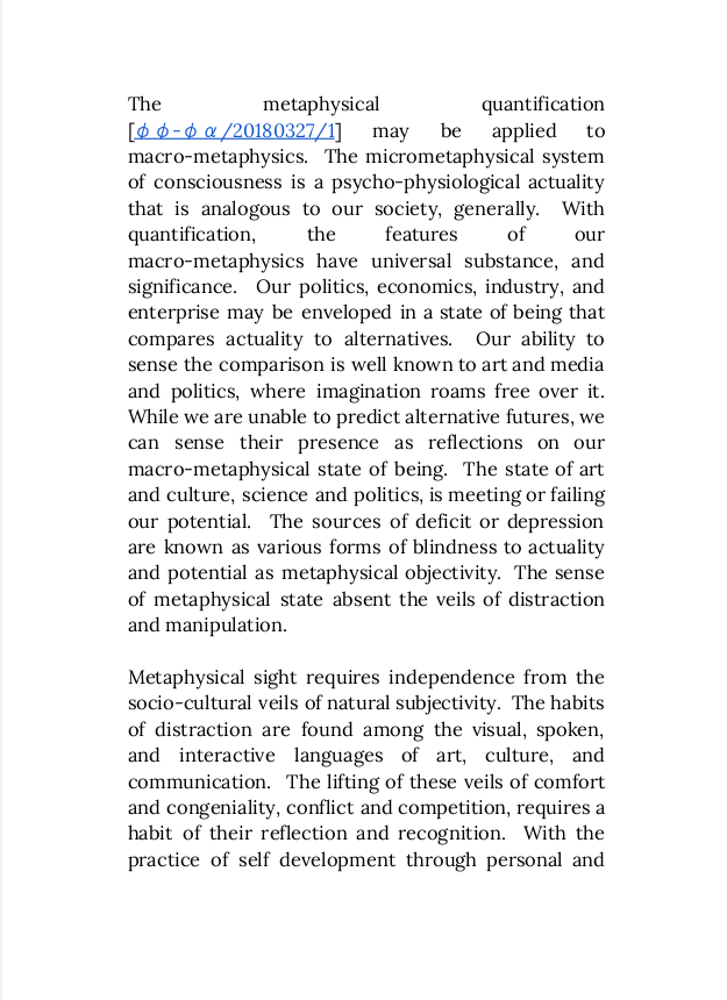 The metaphysical quantification
[ϕϕ-ϕα/20180327/1] may be applied to
macro-metaphysics. The micrometaphysical system
of consciousness is a psycho-physiological actuality
that is analogous to our society, generally. With
quantification, the features of our
macro-metaphysics have universal substance, and
significance. Our politics, economics, industry, and
enterprise may be enveloped in a state of being that
compares actuality to alternatives. Our ability to
sense the comparison is well known to art and media
and politics, where imagination roams free over it.
While we are unable to predict alternative futures, we
can sense their presence as reflections on our
macro-metaphysical state of being. The state of art
and culture, science and politics, is meeting or failing
our potential. The sources of deficit or depression
are known as various forms of blindness to actuality
and potential as metaphysical objectivity. The sense
of metaphysical state absent the veils of distraction
and manipulation.
Metaphysical sight requires independence from the
socio-cultural veils of natural subjectivity. The habits
of distraction are found among the visual, spoken,
and interactive languages of art, culture, and
communication. The lifting of these veils of comfort
and congeniality, conflict and competition, requires a
habit of their reflection and recognition. With the
practice of self development through personal and